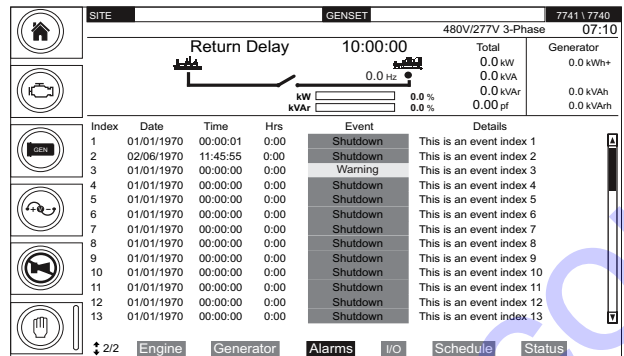 SITE GENSET 7741 \ 7740
480V/277V 3-Phase 07:10
Return Delay 10:00:00 Total Generator
0.0 kW 0.0 kWh+
0.0 Hz 0.0 kVA
0.0 kVAr 0.0 kVAh
kW 0.0 %
0.00 pf 0.0 kVArh
kVAr 0.0 %
Index Date Time Hrs Event Details
1 01/01/1970 00:00:01 0:00 Shutdown This is an event index 1
2 02/06/1970 11:45:55 0:00 Shutdown This is an event index 2
3 01/01/1970 00:00:00 0:00 Warning This is an event index 3
4 01/01/1970 00:00:00 0:00 Shutdown This is an event index 4
5 01/01/1970 00:00:00 0:00 Shutdown This is an event index 5
6 01/01/1970 00:00:00 0:00 Shutdown This is an event index 6
7 01/01/1970 00:00:00 0:00 Shutdown This is an event index 7
8 01/01/1970 00:00:00 0:00 Shutdown This is an event index 8
9 01/01/1970 00:00:00 0:00 Shutdown This is an event index 9
10 01/01/1970 00:00:00 0:00 Shutdown This is an event index 10
11 01/01/1970 00:00:00 0:00 Shutdown This is an event index 11
12 01/01/1970 00:00:00 0:00 Shutdown This is an event index 12
13 01/01/1970 00:00:00 0:00 Shutdown This is an event index 13
GEN
2/2 Engine Generator Alarms I/O Schedule Status